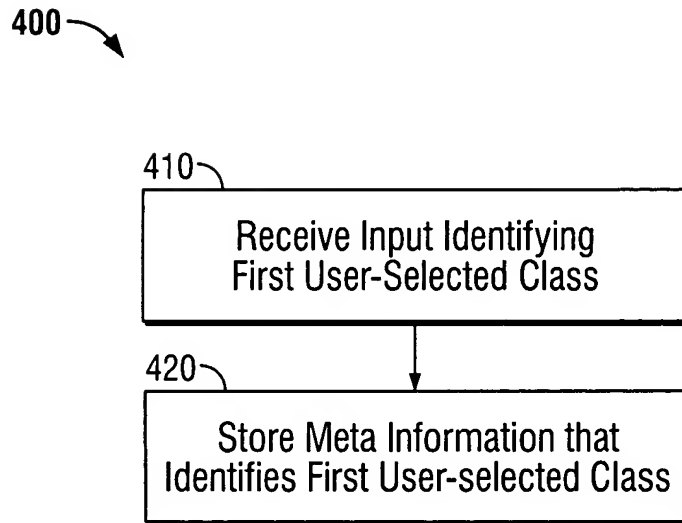 400
410
Receive Input Identifying
First User-Selected Class
420
Store Meta Information that
Identifies First User-selected Class